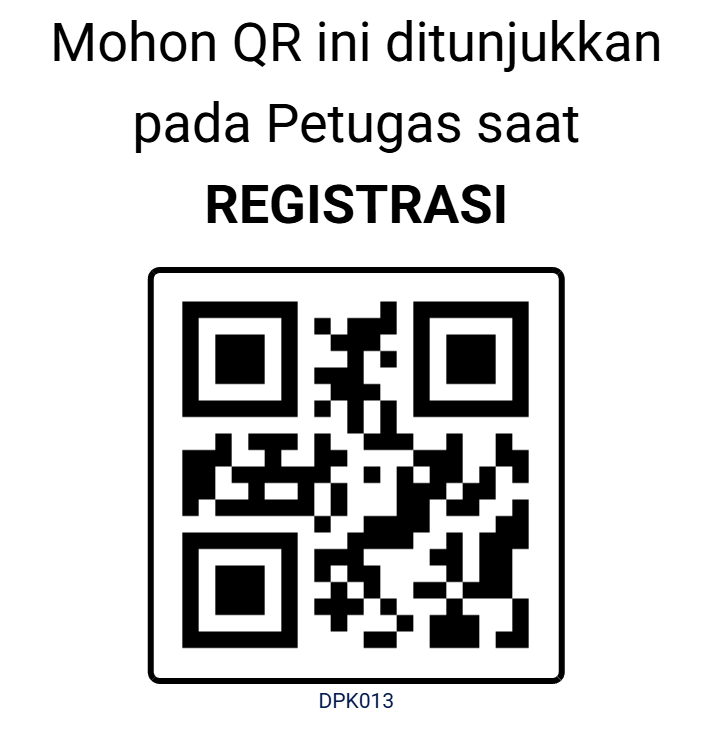 Mohon QR ini ditunjukkan
pada Petugas saat
REGISTRASI
DPK013